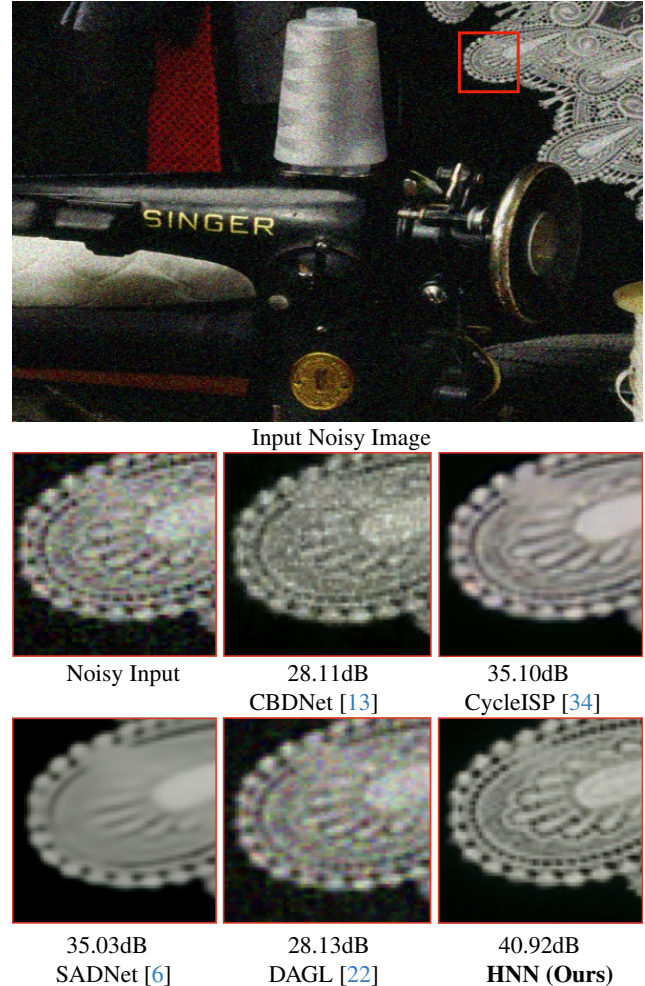 SINGER
Input Noisy Image
Noisy Input
28.11dB
CBDNet [13]
35.10dB
CycleISP [34]
35.03dB
SADNet [6]
28.13dB
DAGL [22]
40.92dB
HNN (Ours)